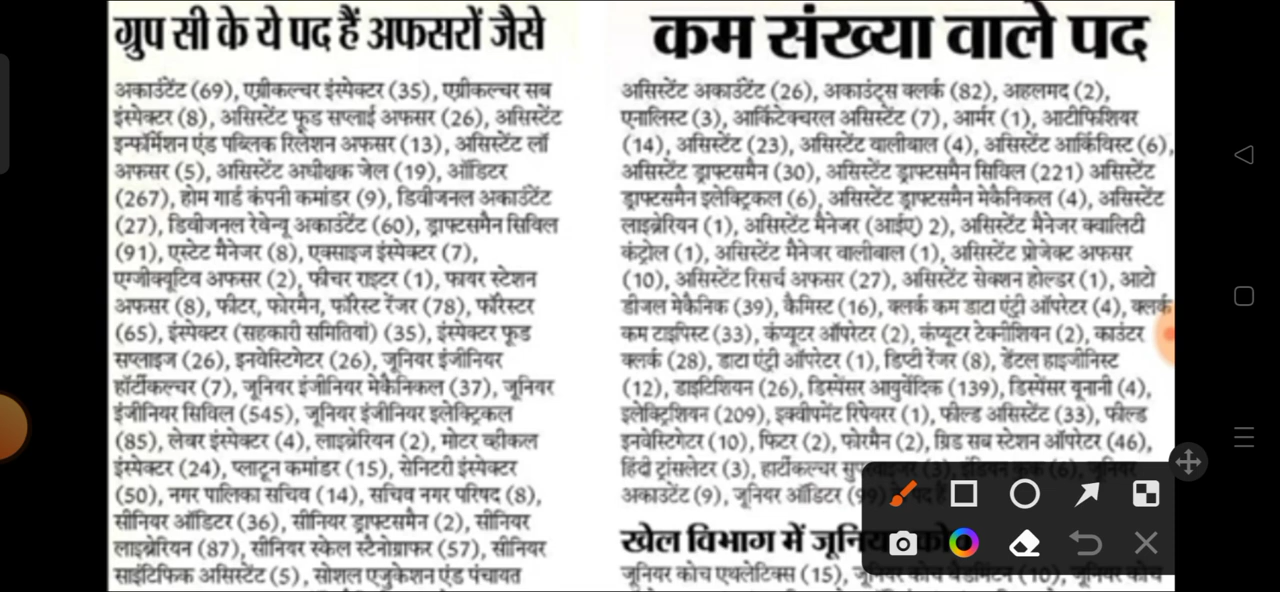 ग्रुप सी के ये पद हैं अफसरों जैसे
अकाउंटेंट (69), एग्रीकल्चर इंस्पेक्टर (35), एग्रीकल्चर सब
इंस्पेक्टर (8), असिस्टेंट फूड सप्लाई अफसर (26), असिस्टेंट
इन्फॉर्मेशन एंड पब्लिक रिलेशन अफसर (13), असिस्टेंट लॉ
अफसर (5), असिस्टेंट अधीक्षक जेल (19), ऑडिटर
(267), होम गार्ड कंपनी कमांडर (9), डिवीजनल अकाउंटेंट
(27), डिवीजनल रेवेन्यू अकाउंटेंट (60), ड्राफ्टसमैन सिविल
(91), एस्टेट मैनेजर (8), एक्साइज इंस्पेक्टर (7),
एग्जीक्यूटिव अफसर (2), फीचर राइटर (1), फायर स्टेशन
अफसर (8), फीटर, फोरमैन, फॉरिस्ट रेंजर (78), फॉरेस्टर
(65), इंस्पेक्टर (सहकारी समितियां) (35), इंस्पेक्टर फूड
सप्लाइज (26), इनवेस्टिगेटर (26), जूनियर इंजीनियर
हॉर्टीकल्चर (7), जूनियर इंजीनियर मेकैनिकल (37), जूनियर
इंजीनियर सिविल (545), जूनियर इंजीनियर इलेक्ट्रिकल
(85), लेबर इंस्पेक्टर (4), लाइब्रेरियन (2), मोटर व्हीकल
इंस्पेक्टर (24), प्लाटून कमांडर (15), सेनिटरी इंस्पेक्टर
(50), नगर पालिका सचिव (14), सचिव नगर परिषद (8),
सीनियर ऑडिटर (36), सीनियर ड्राफ्टसमैन (2), सीनियर
लाइब्रेरियन (87), सीनियर स्केल स्टैनोग्राफर (57), सीनियर
साइंटिफिक असिस्टेंट (5), सोशल एजुकेशन एंड पंचायत
कम संख्या वाले पद
असिस्टेंट अकाउंटेंट (26), अकाउंट्स क्लर्क (82), अहलमद (2),
एनालिस्ट (3), आर्किटेक्चरल असिस्टेंट (7), आर्मर (1), आटीफिशियर
(14), असिस्टेंट (23), असिस्टेंट वालीबाल (4), असिस्टेंट आर्किविस्ट (6),
असिस्टेंट ड्राफ्टसमैन (30), असिस्टेंट ड्राफ्टसमैन सिविल (221) असिस्टेंट
ड्राफ्टसमैन इलेक्ट्रिकल (6), असिस्टेंट ड्राफ्टसमैन मेकैनिकल (4), असिस्टेंट
लाइब्रेरियन (1), असिस्टेंट मैनेजर (आईए) 2), असिस्टेंट मैनेजर क्वालिटी
कंट्रोल (1), असिस्टेंट मैनेजर वालीबाल (1), असिस्टेंट प्रोजेक्ट अफसर
(10), असिस्टेंट रिसर्च अफसर (27), असिस्टेंट सेक्शन होल्डर (1), आटो
डीजल मेकैनिक (39), कैमिस्ट (16), क्लर्क कम डाटा एंट्री ऑपरेटर (4), क्लर्क
कम टाइपिस्ट (33), कंप्यूटर ऑपरेटर (2), कंप्यूटर टेक्नीशियन (2), काउंटर
क्लर्क (28), डाटा एंट्री ऑपरेटर (1), डिप्टी रेंजर (8), डेंटल हाइजीनिस्ट
(12), डाइटिशियन (26), डिस्पेंसर आयुर्वेदिक (139), डिस्पेंसर यूनानी (4),
इलेक्ट्रिशियन (209), इक्वीपमेंट रिपेयरर (1), फील्ड असिस्टेंट (33), फील्ड
इनवेस्टिगेटर (10), फिटर (2), फोरमैन (2), ग्रिड सब स्टेशन ऑपरेटर (46),
हिंदी ट्रांसलेटर (3), हार्टीकल्चर सुपरवाइजर (3), इंडियन कुक (6), जूनियर
अकाउंटेंट (9), जूनियर ऑडिटर (99) के पद हैं
खेल विभाग में जूनियर को
जूनियर कोच एथलेटिक्स (15), जूनियर कोच बैडमिंटन (10), जूनियर कोच